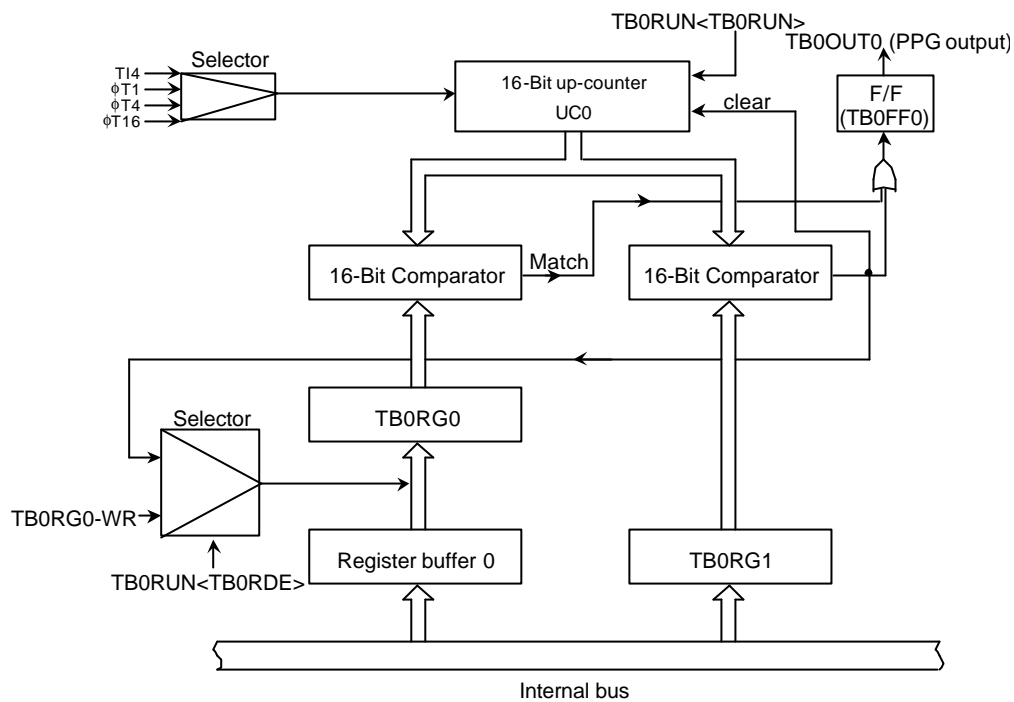 TB0RUN<TB0RUN>
TB0OUT0 (PPG output)
Selector
TI4
ϕT1
ϕT4
ϕT16
16-Bit up-counter
UC0
clear
F/F
(TB0FF0)
16-Bit Comparator
Match
16-Bit Comparator
TB0RG0
Selector
TB0RG0-WR
Register buffer 0
TB0RG1
TB0RUN<TB0RDE>
Internal bus